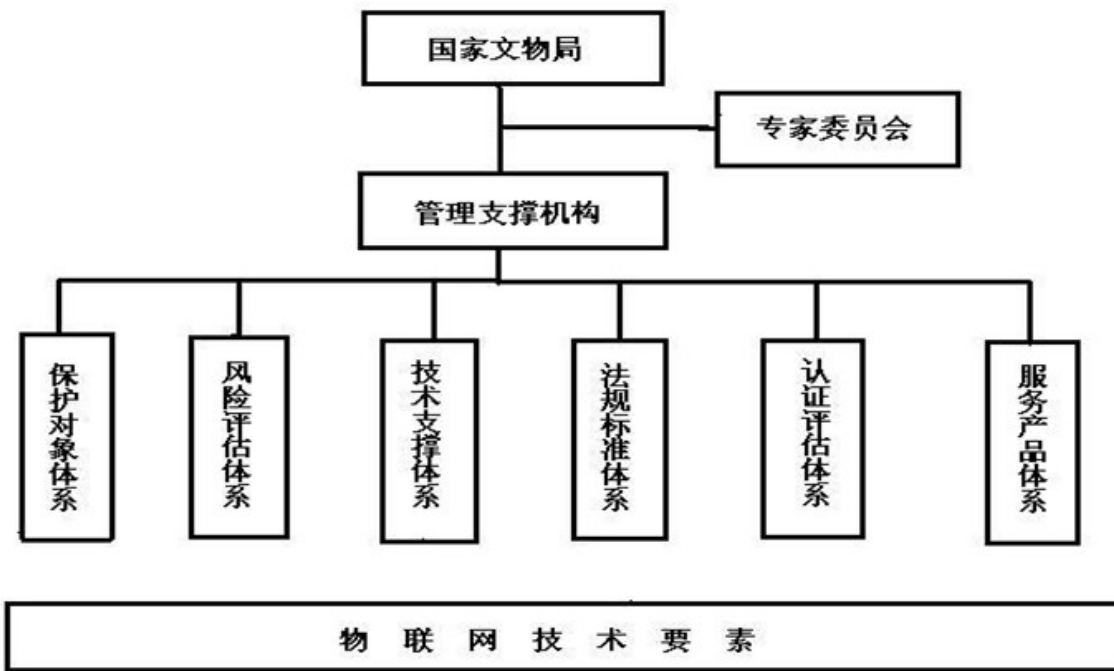 国家文物局
专家委员会
管理支撑机构
保护对象体系
风险评估体系
技术支撑体系
法规标准体系
认证评估体系
服务产品体系
物联网技术要素